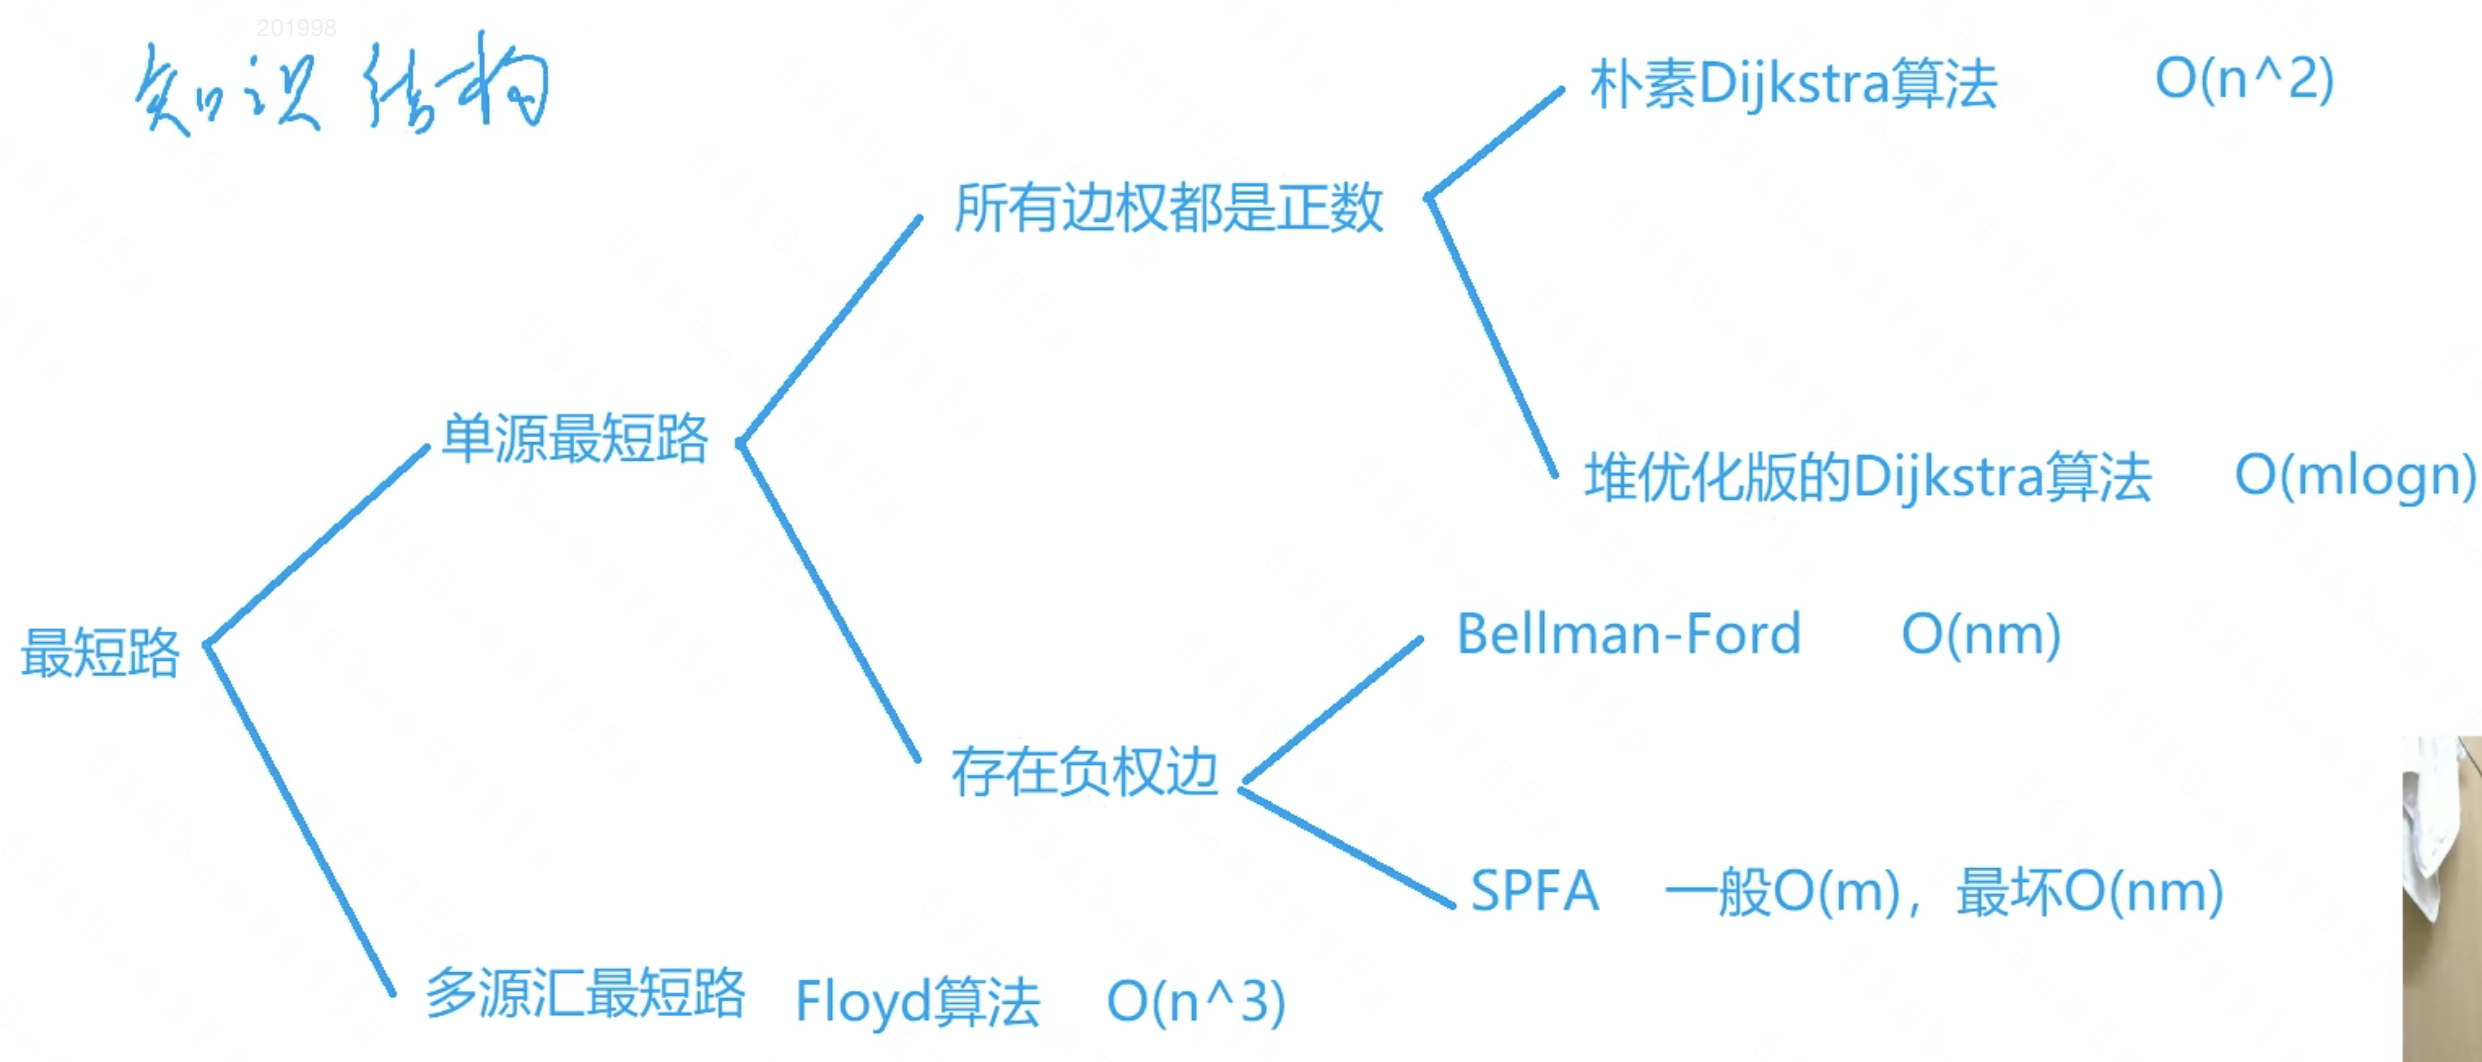 201998
知识结构
朴素Dijkstra算法 O(n^2)
所有边权都是正数
单源最短路
堆优化版的Dijkstra算法 O(mlogn)
最短路
Bellman-Ford O(nm)
存在负权边
SPFA 一般O(m)，最坏O(nm)
多源汇最短路 Floyd算法 O(n^3)